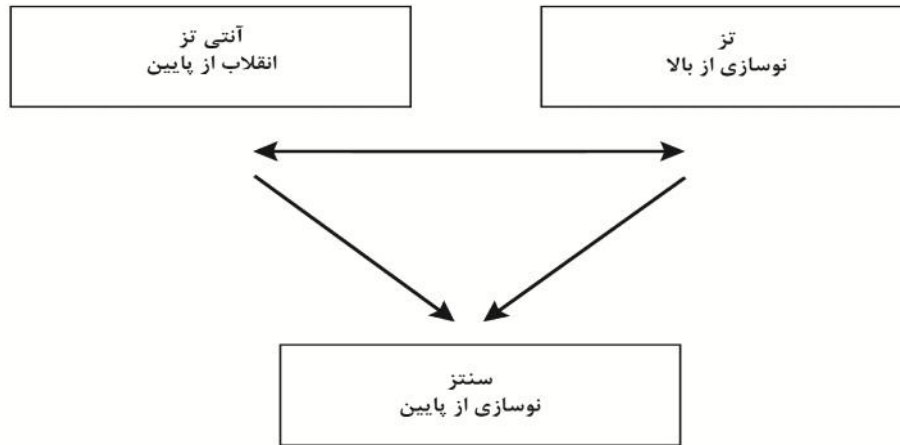 تز
نوسازی از بالا
آنتی تز
انقلاب از پایین
سنتز
نوسازی از پایین